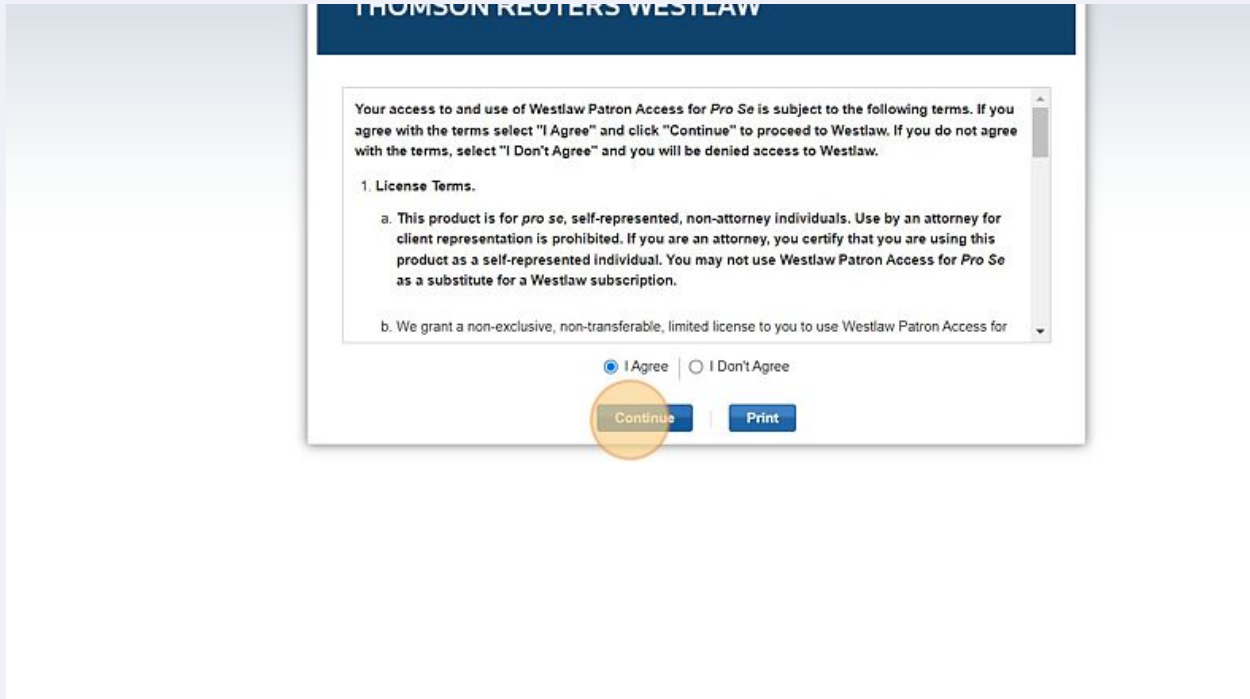 THOMSON REUTERS WESTLAW
Your access to and use of Westlaw Patron Access for Pro Se is subject to the following terms. If you
agree with the terms select "I Agree" and click "Continue" to proceed to Westlaw. If you do not agree
with the terms, select "I Don't Agree" and you will be denied access to Westlaw.
1. License Terms.
a. This product is for pro se, self-represented, non-attorney individuals. Use by an attorney for
client representation is prohibited. If you are an attorney, you certify that you are using this
product as a self-represented individual. You may not use Westlaw Patron Access for Pro Se
as a substitute for a Westlaw subscription.
b. We grant a non-exclusive, non-transferable, limited license to you to use Westlaw Patron Access for
I Agree I Don't Agree
Continue Print